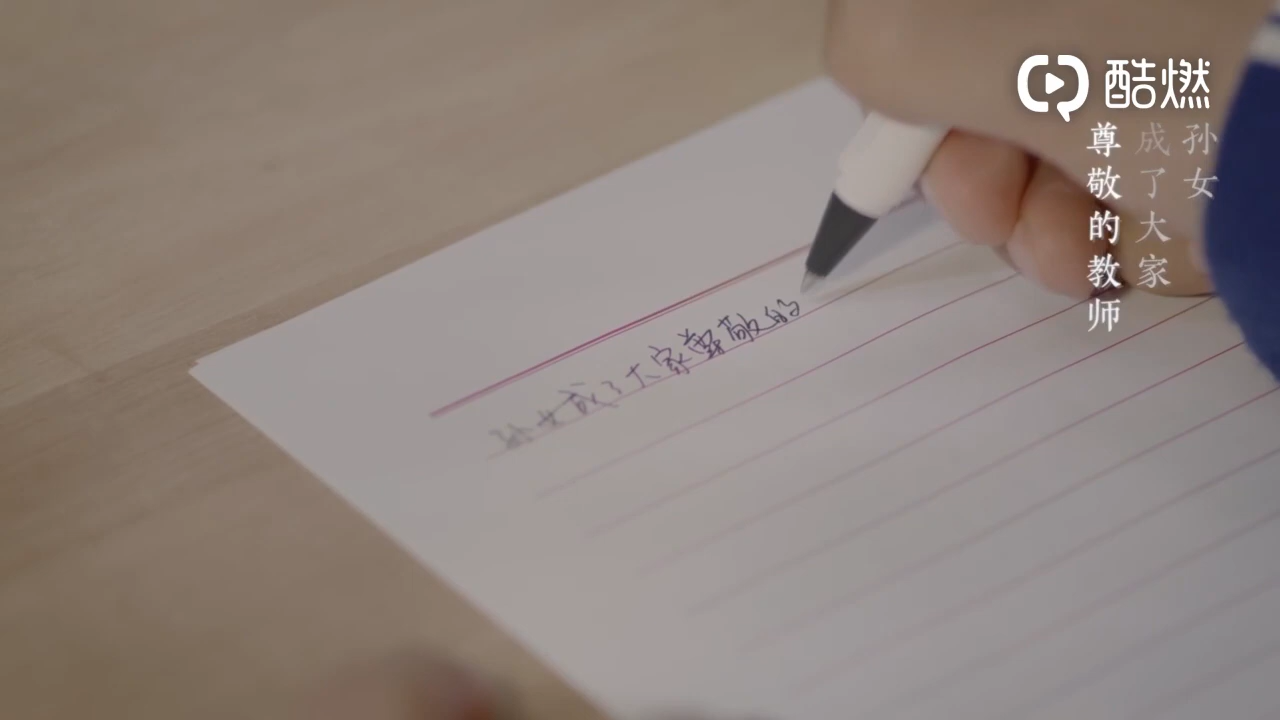 酷燃
孙女
成了大家
尊敬的教师
孙女成了大家尊敬的